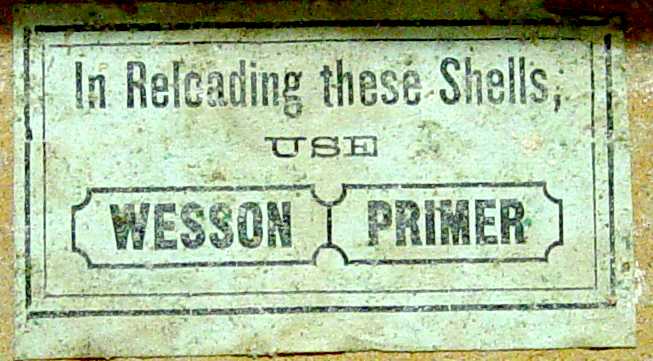 In Reloading these Shells,
USE
WESSON PRIMER